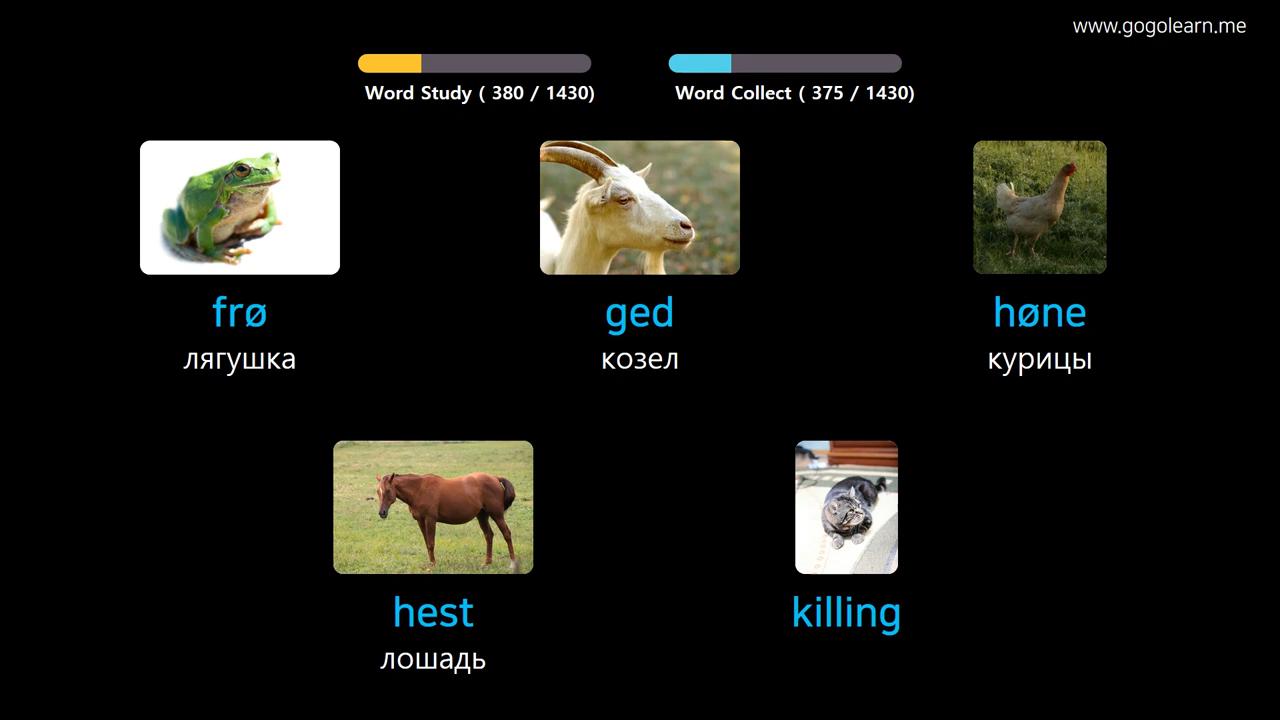 www.gogolearn.me
Word Study ( 380 / 1430)
Word Collect ( 375 / 1430)
frø
лягушка
ged
козел
høne
курицы
hest
лошадь
killing